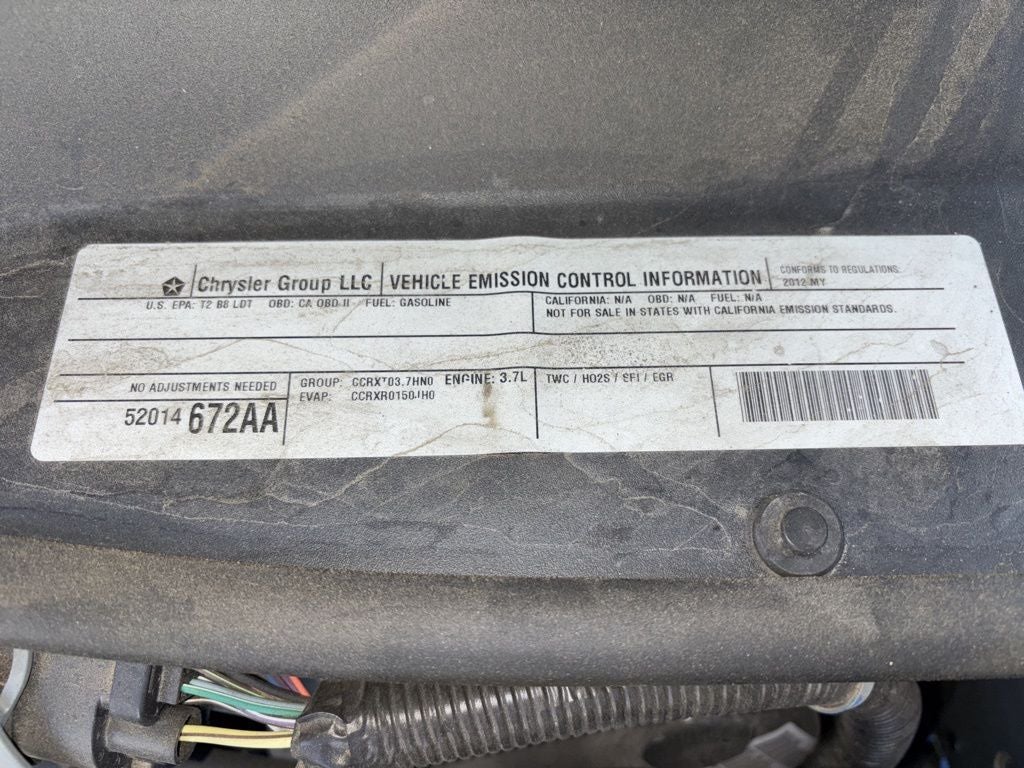 Chrysler Group LLC VEHICLE EMISSION CONTROL INFORMATION
CONFORMS TO REGULATIONS:
2012 MY
U.S. EPA: T2 B8 LDT OBD: CA OBD II FUEL: GASOLINE
CALIFORNIA: N/A OBD: N/A FUEL: N/A
NOT FOR SALE IN STATES WITH CALIFORNIA EMISSION STANDARDS.
NO ADJUSTMENTS NEEDED
52014 672AA
GROUP: CCRXT03.7HN0 ENGINE: 3.7L
EVAP:
TWC / HO2S / SFI / EGR